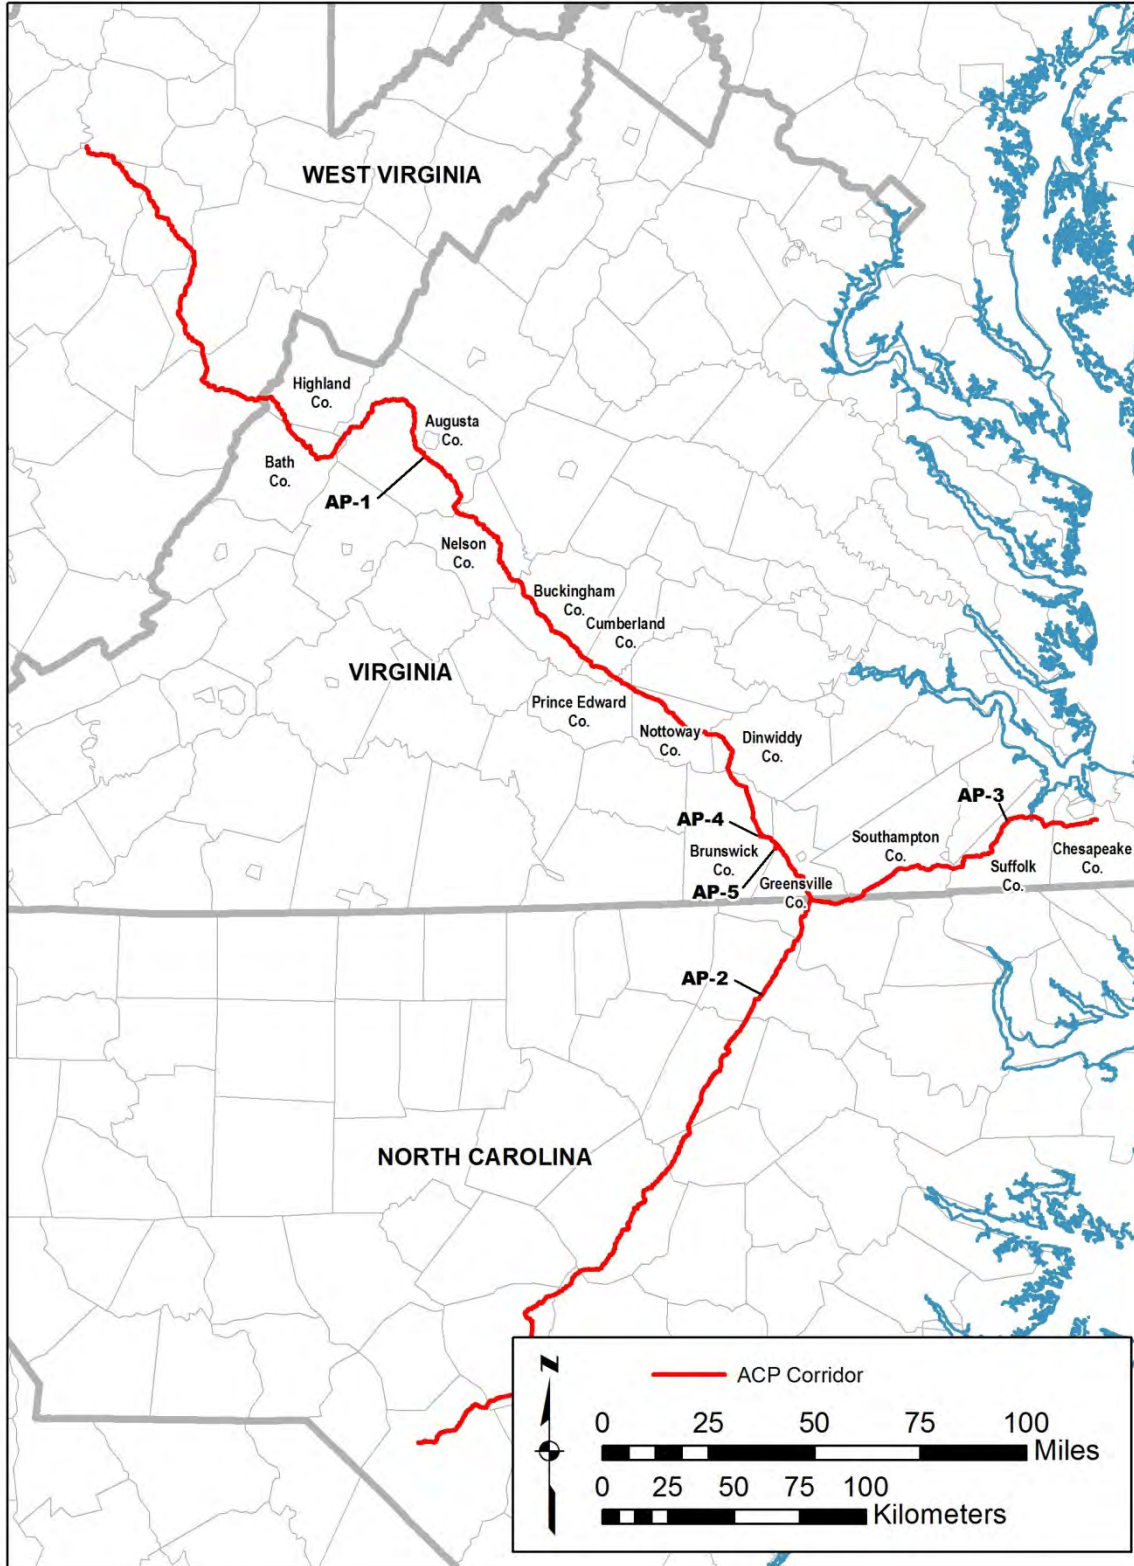 WEST VIRGINIA
Highland
Co.
Augusta
Co.
Bath
Co.
AP-1
Nelson
Co.
Buckingham
Co.
Cumberland
Co.
VIRGINIA
Prince Edward
Co.
Nottoway
Co.
Dinwiddy
Co.
AP-3
AP-4
Southampton
Co.
Chesapeake
Co.
Brunswick
Co.
Suffolk
Co.
AP-5
Greensville
Co.
AP-2
NORTH CAROLINA
N
ACP Corridor
0 25 50 75 100
Miles
0 25 50 75 100
Kilometers